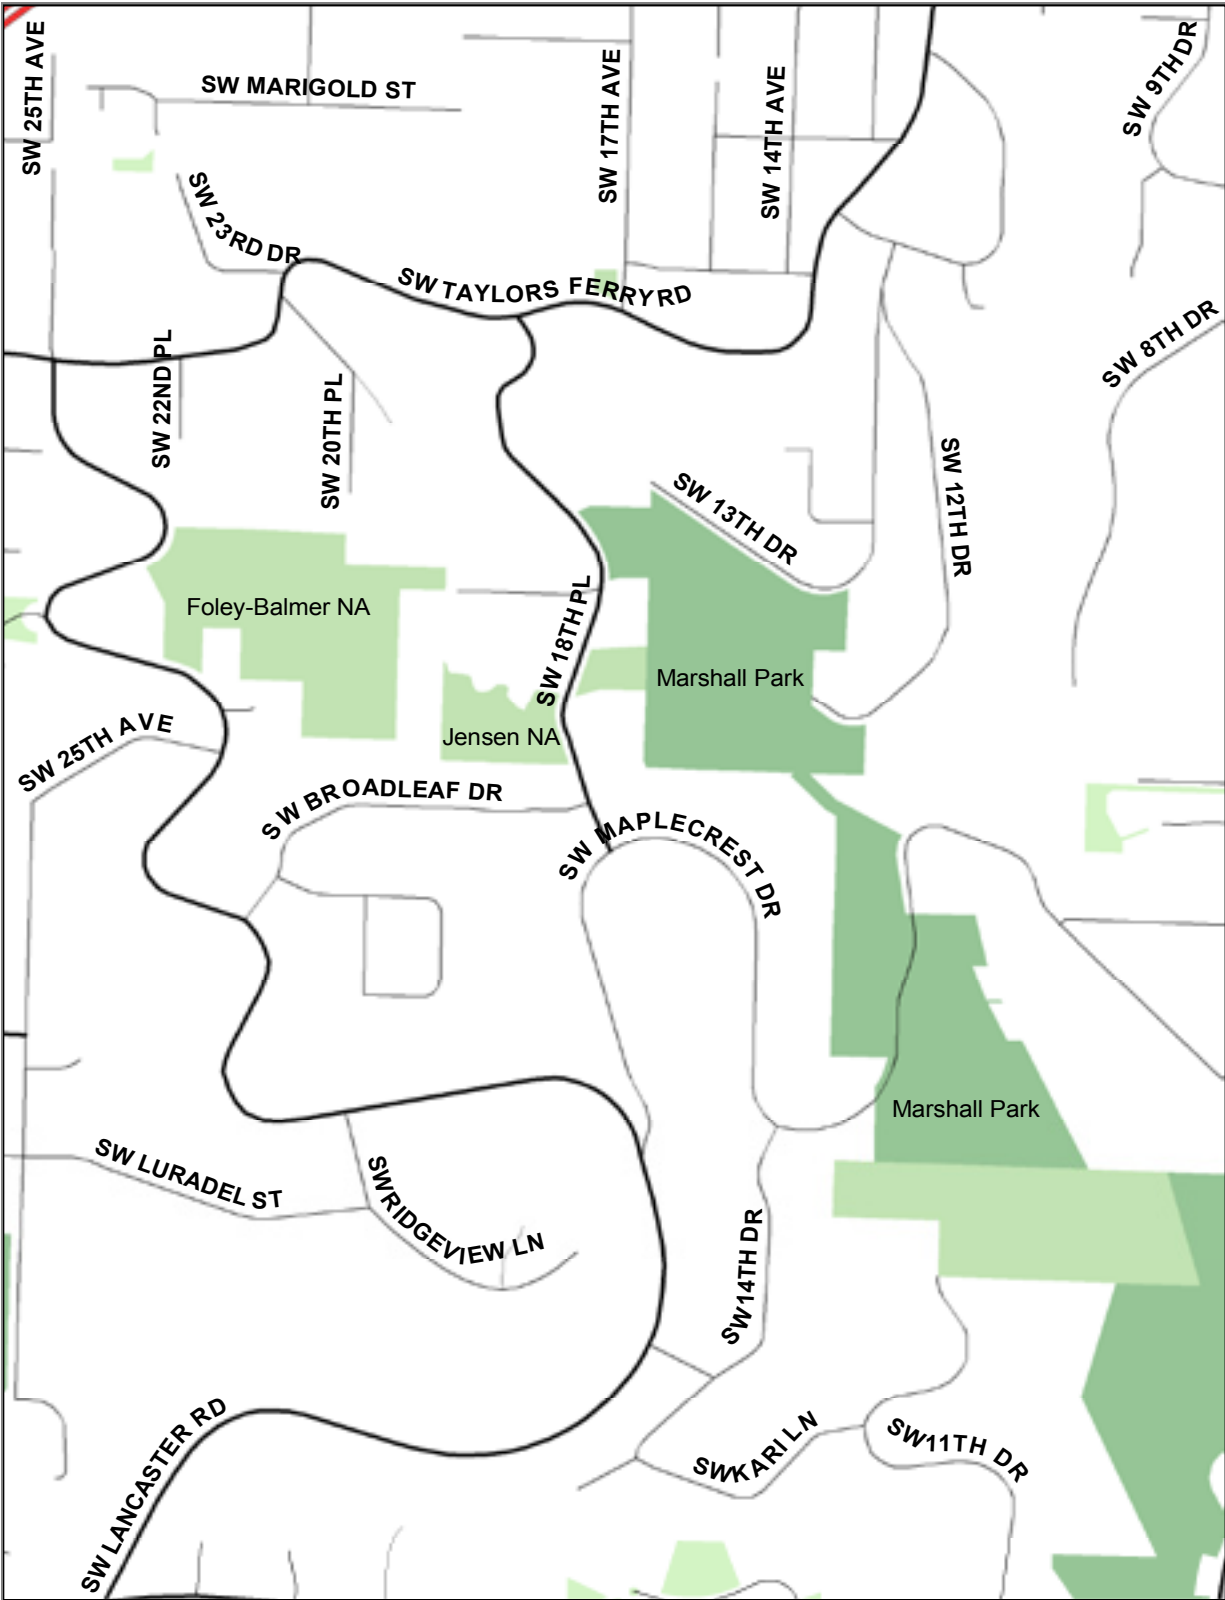 SW 25TH AVE
SW MARIGOLD ST
SW 17TH AVE
SW 14TH AVE
SW 9TH DR
SW 23RD DR
SW TAYLORS FERRY RD
SW 8TH DR
SW 22ND PL
SW 20TH PL
SW 13TH DR
SW 12TH DR
Foley-Balmer NA
SW 18TH PL
Marshall Park
SW 25TH AVE
Jensen NA
SW BROADLEAF DR
SW MAPLECREST DR
Marshall Park
SW LURADEL ST
SW RIDGEVIEW LN
SW 14TH DR
SW LANCASTER RD
SW KARI LN
SW 11TH DR